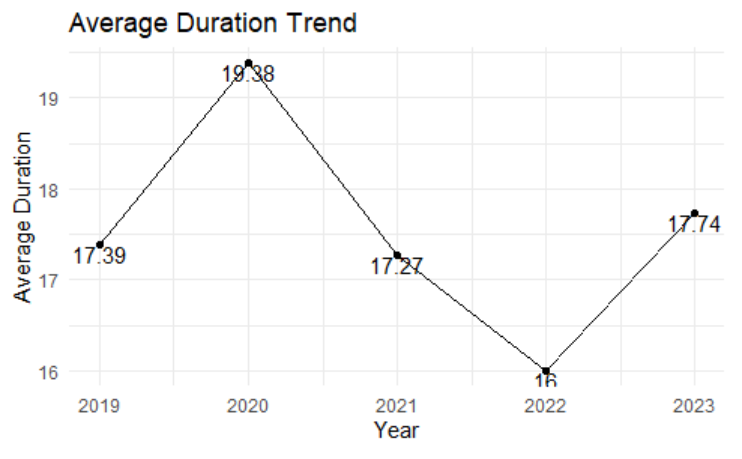 Average Duration Trend
19.38
19
Average Duration
18
17.74
17.39
17.27
17
16
16
2019 2020 2021 2022 2023
Year